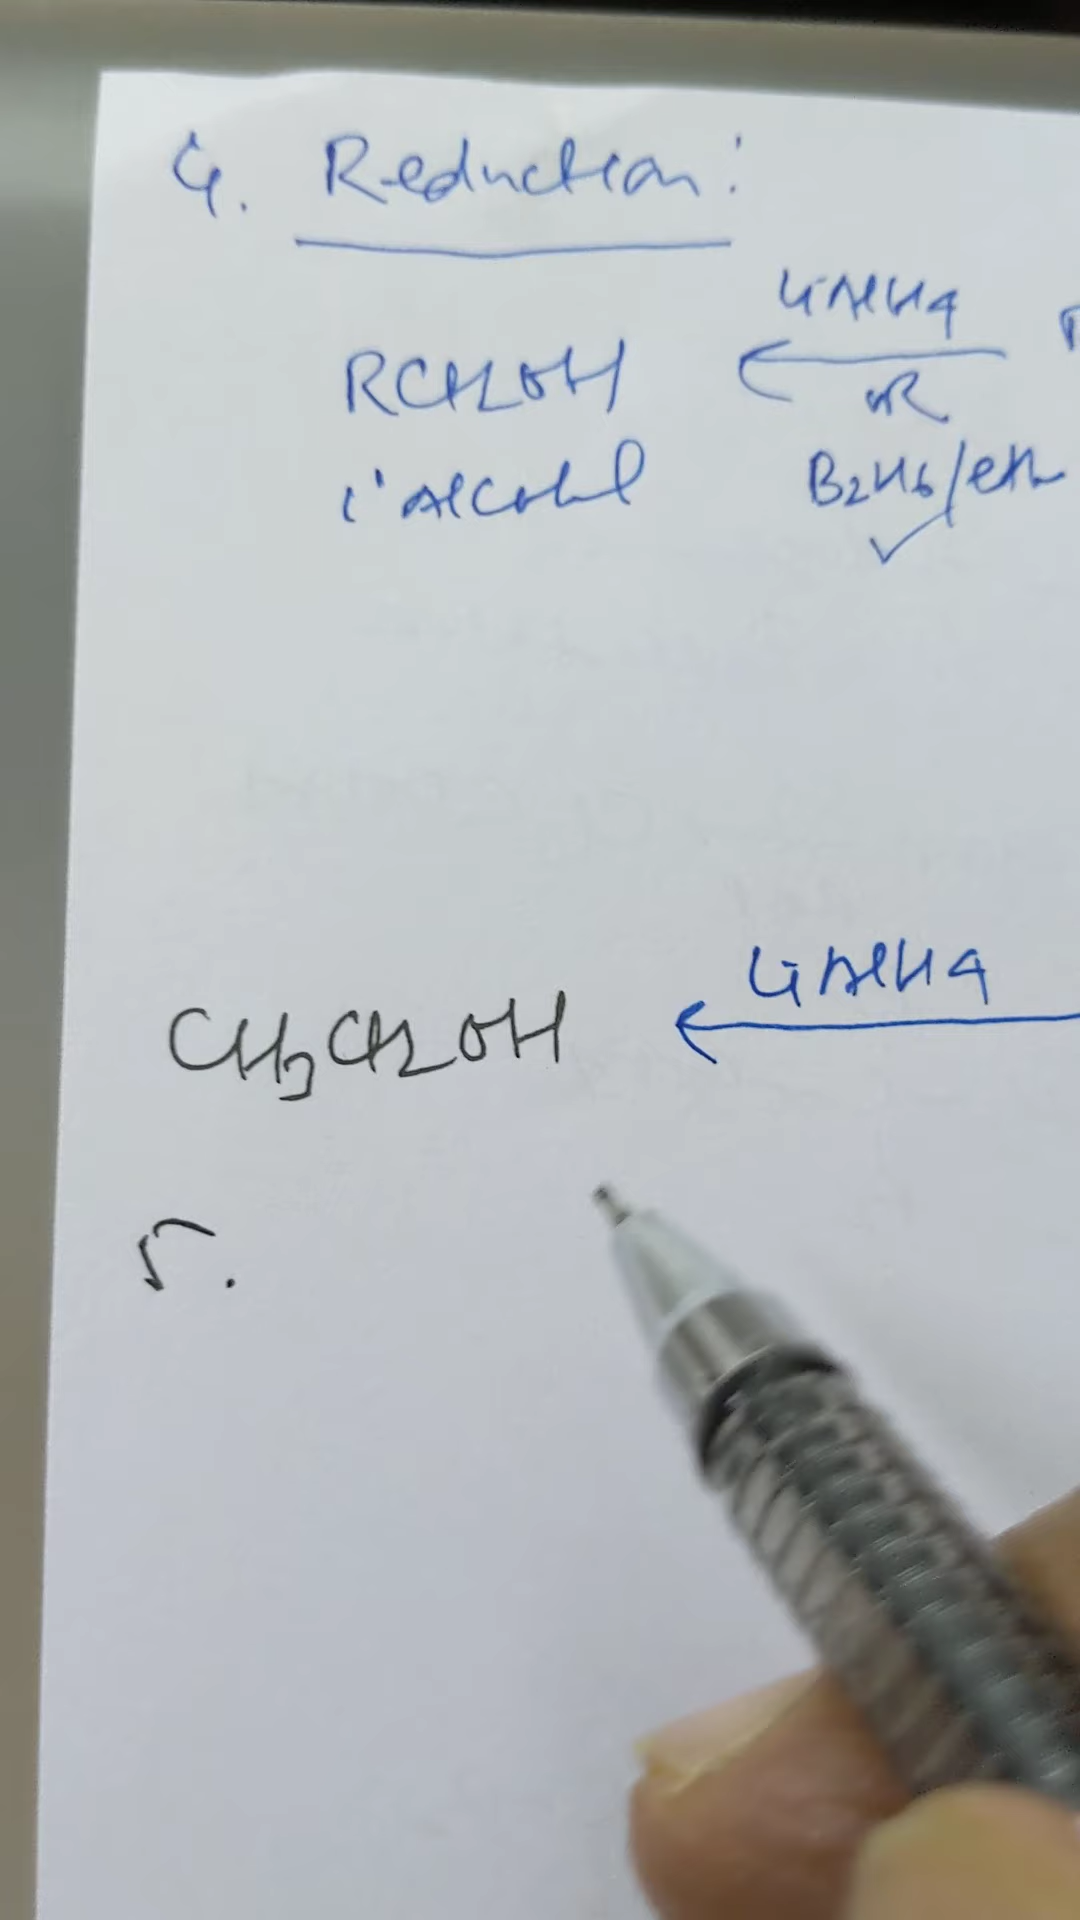 4. Reduction:
LiAlH4
RCH2OH ←
OR
1° Alcohol B2H6/eth
✓
LiAlH4
CH3CH2OH ←
5.